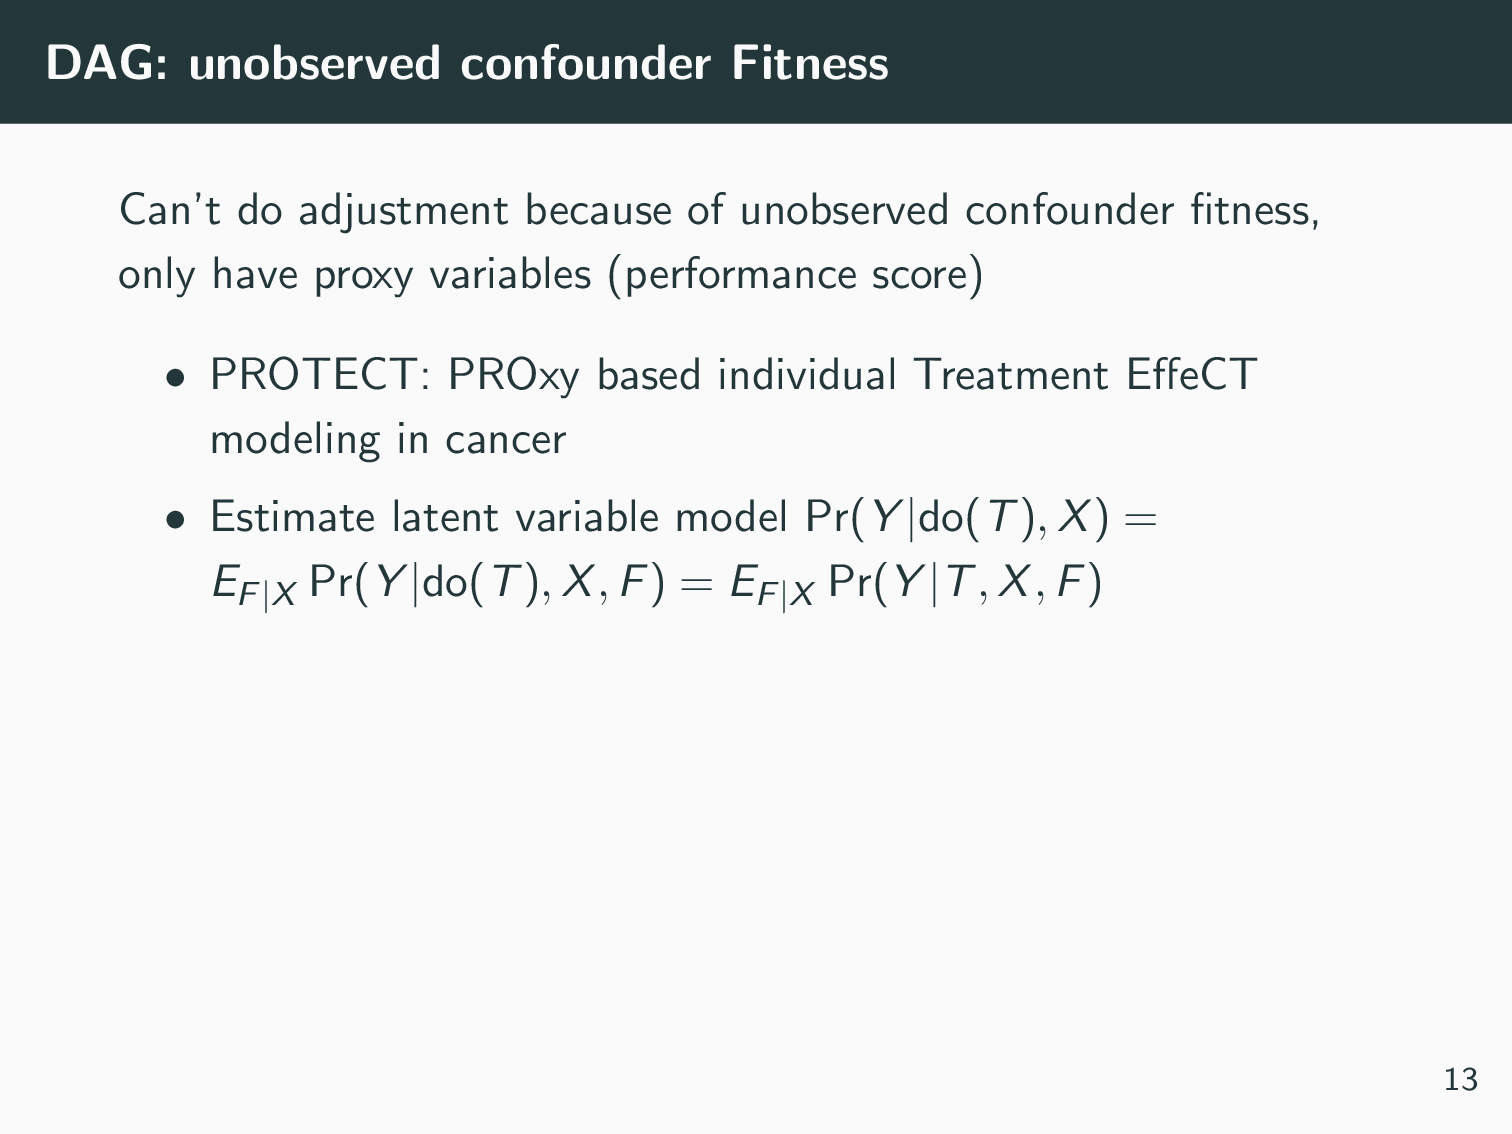 DAG: unobserved confounder Fitness
Can't do adjustment because of unobserved confounder fitness,
only have proxy variables (performance score)
• PROTECT: PROxy based individual Treatment EffeCT
modeling in cancer
• Estimate latent variable model Pr(Y|do(T), X) =
E_{F|X} Pr(Y|do(T), X, F) = E_{F|X} Pr(Y|T, X, F)
13